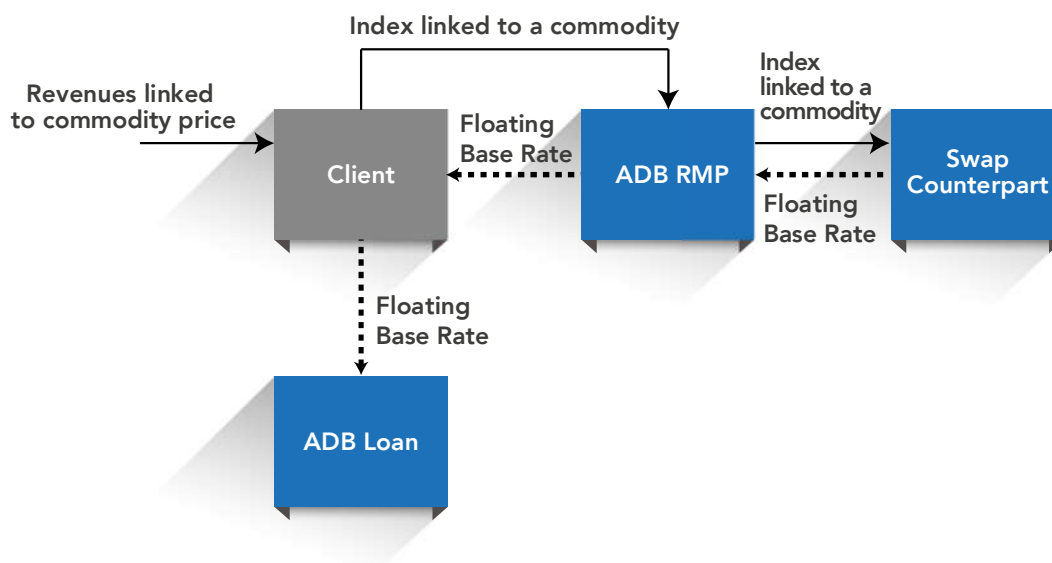 Index linked to a commodity
Revenues linked
to commodity price
Client
Floating
Base Rate
ADB RMP
Index
linked to a
commodity
Floating
Base Rate
Swap
Counterpart
Floating
Base Rate
ADB Loan